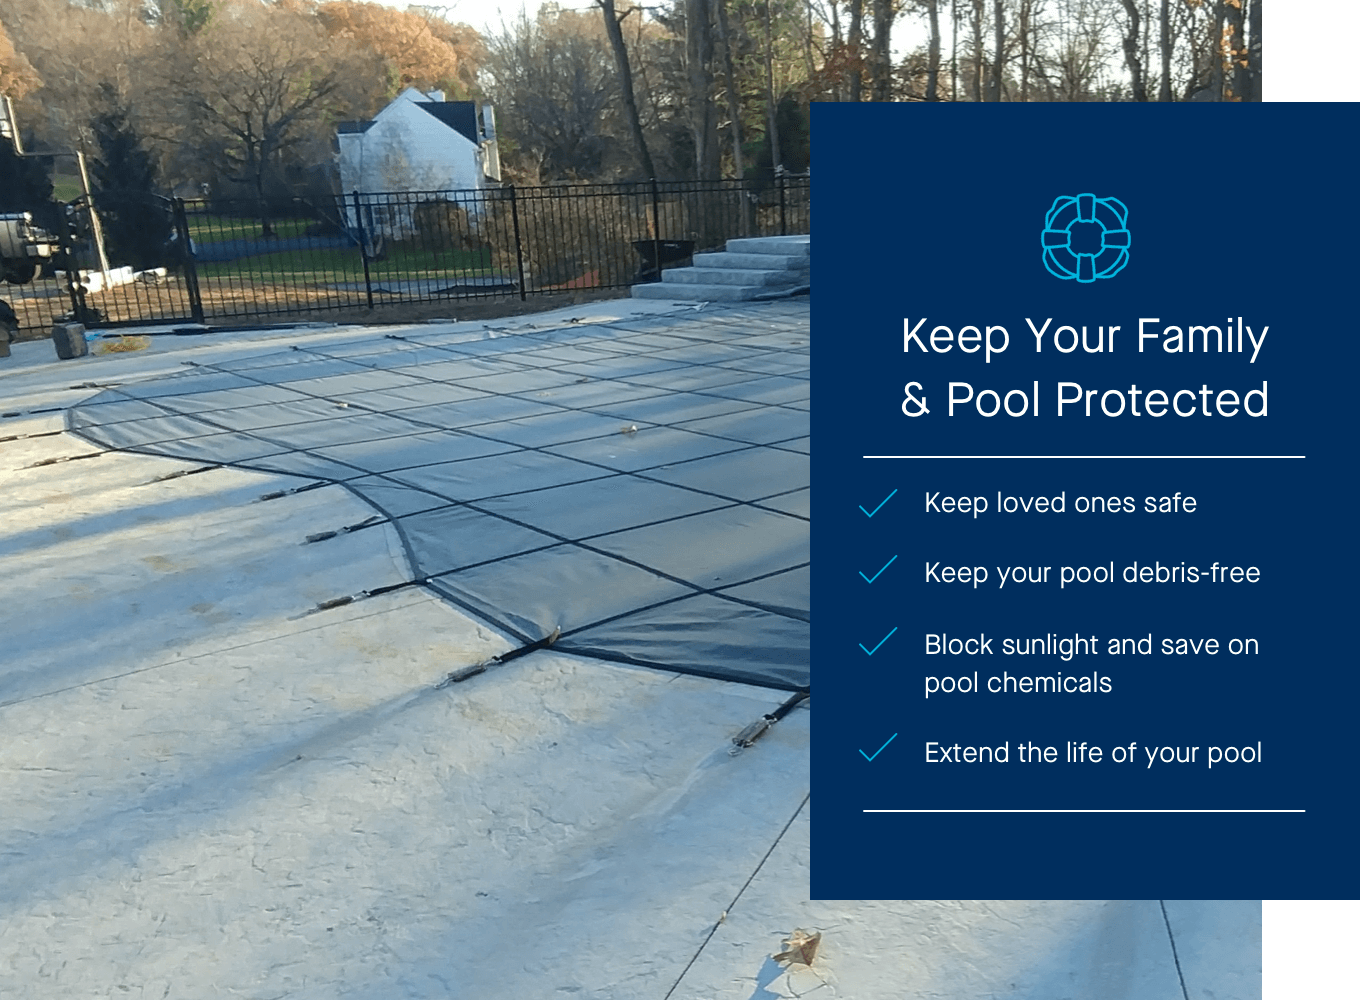 Keep Your Family
& Pool Protected
Keep loved ones safe
Keep your pool debris-free
Block sunlight and save on
pool chemicals
Extend the life of your pool